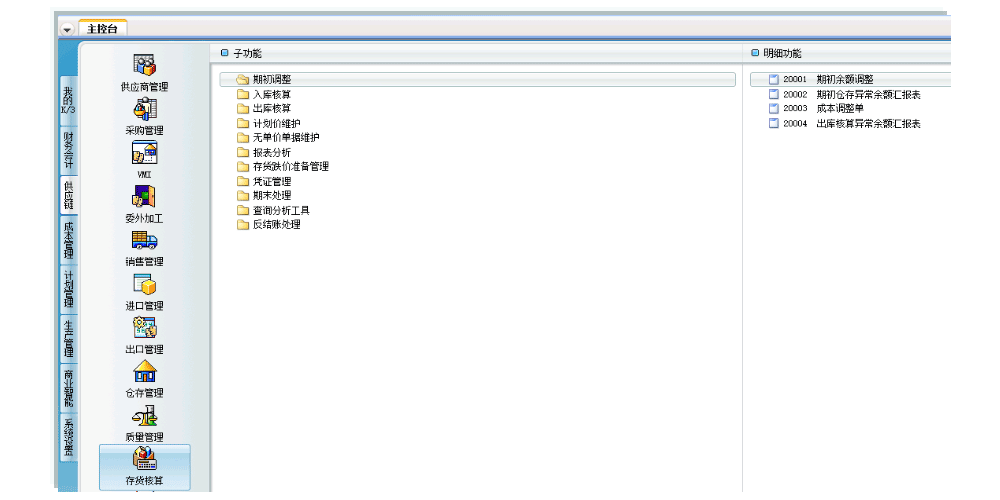 主控台
我的K/3
财务会计
供应链
成本管理
计划管理
生产管理
商业智能
系统设置
供应商管理
采购管理
VMI
委外加工
销售管理
进口管理
出口管理
仓存管理
质量管理
存货核算
子功能
期初调整
入库核算
出库核算
计划价维护
无单价单据维护
报表分析
存货跌价准备管理
凭证管理
期末处理
查询分析工具
反结账处理
明细功能
20001 期初余额调整
20002 期初仓存异常余额汇报表
20003 成本调整单
20004 出库核算异常余额汇报表